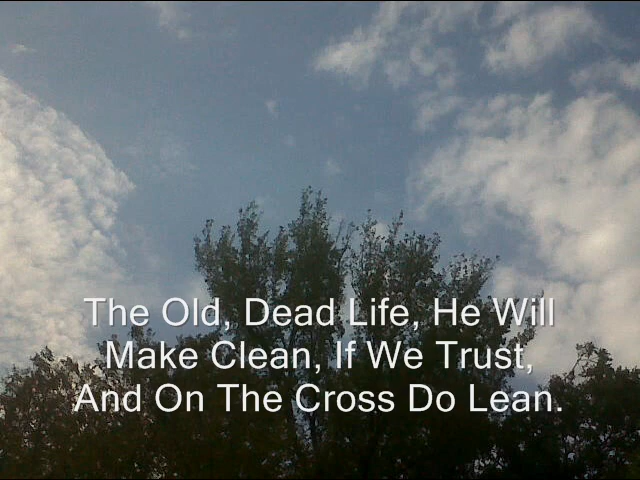 The Old, Dead Life, He Will
Make Clean, If We Trust,
And On The Cross Do Lean.